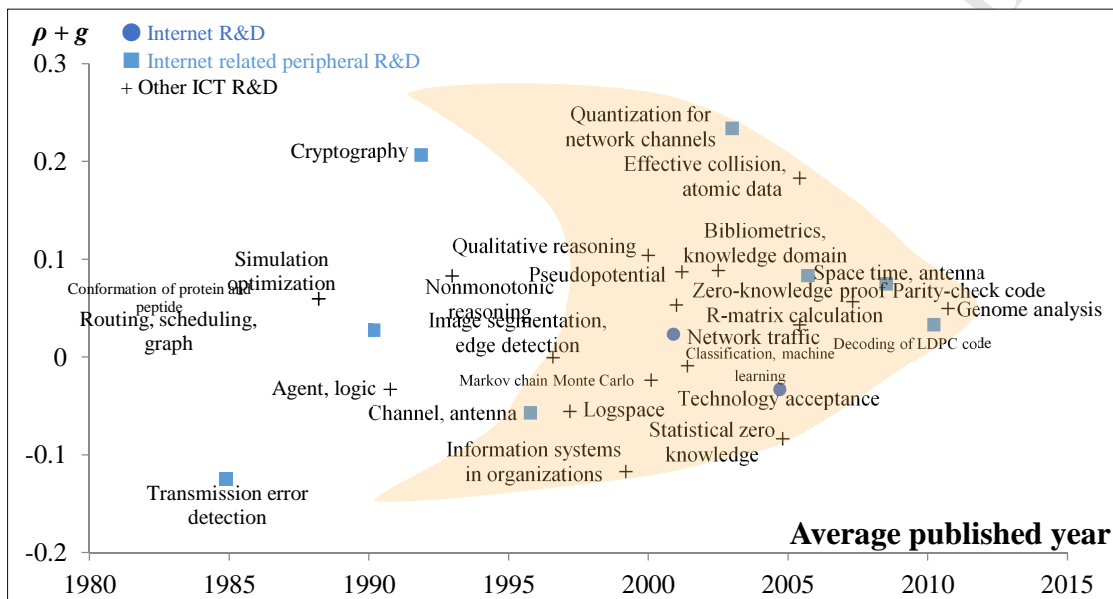 ρ + g
Internet R&D
Internet related peripheral R&D
+ Other ICT R&D
0.3
0.2
0.1
0
-0.1
-0.2
Quantization for
network channels
Cryptography
Effective collision,
atomic data
Bibliometrics,
knowledge domain
Qualitative reasoning
Simulation
optimization
Pseudopotential
Space time, antenna
Conformation of protein and
peptide
Nonmonotonic
reasoning
Zero-knowledge proof
Parity-check code
Genome analysis
Routing, scheduling,
graph
Image segmentation,
edge detection
R-matrix calculation
Network traffic
Decoding of LDPC code
Classification, machine
learning
Markov chain Monte Carlo
Agent, logic
Technology acceptance
Channel, antenna
Logspace
Statistical zero
knowledge
Information systems
in organizations
Transmission error
detection
Average published year
1980
1985
1990
1995
2000
2005
2010
2015